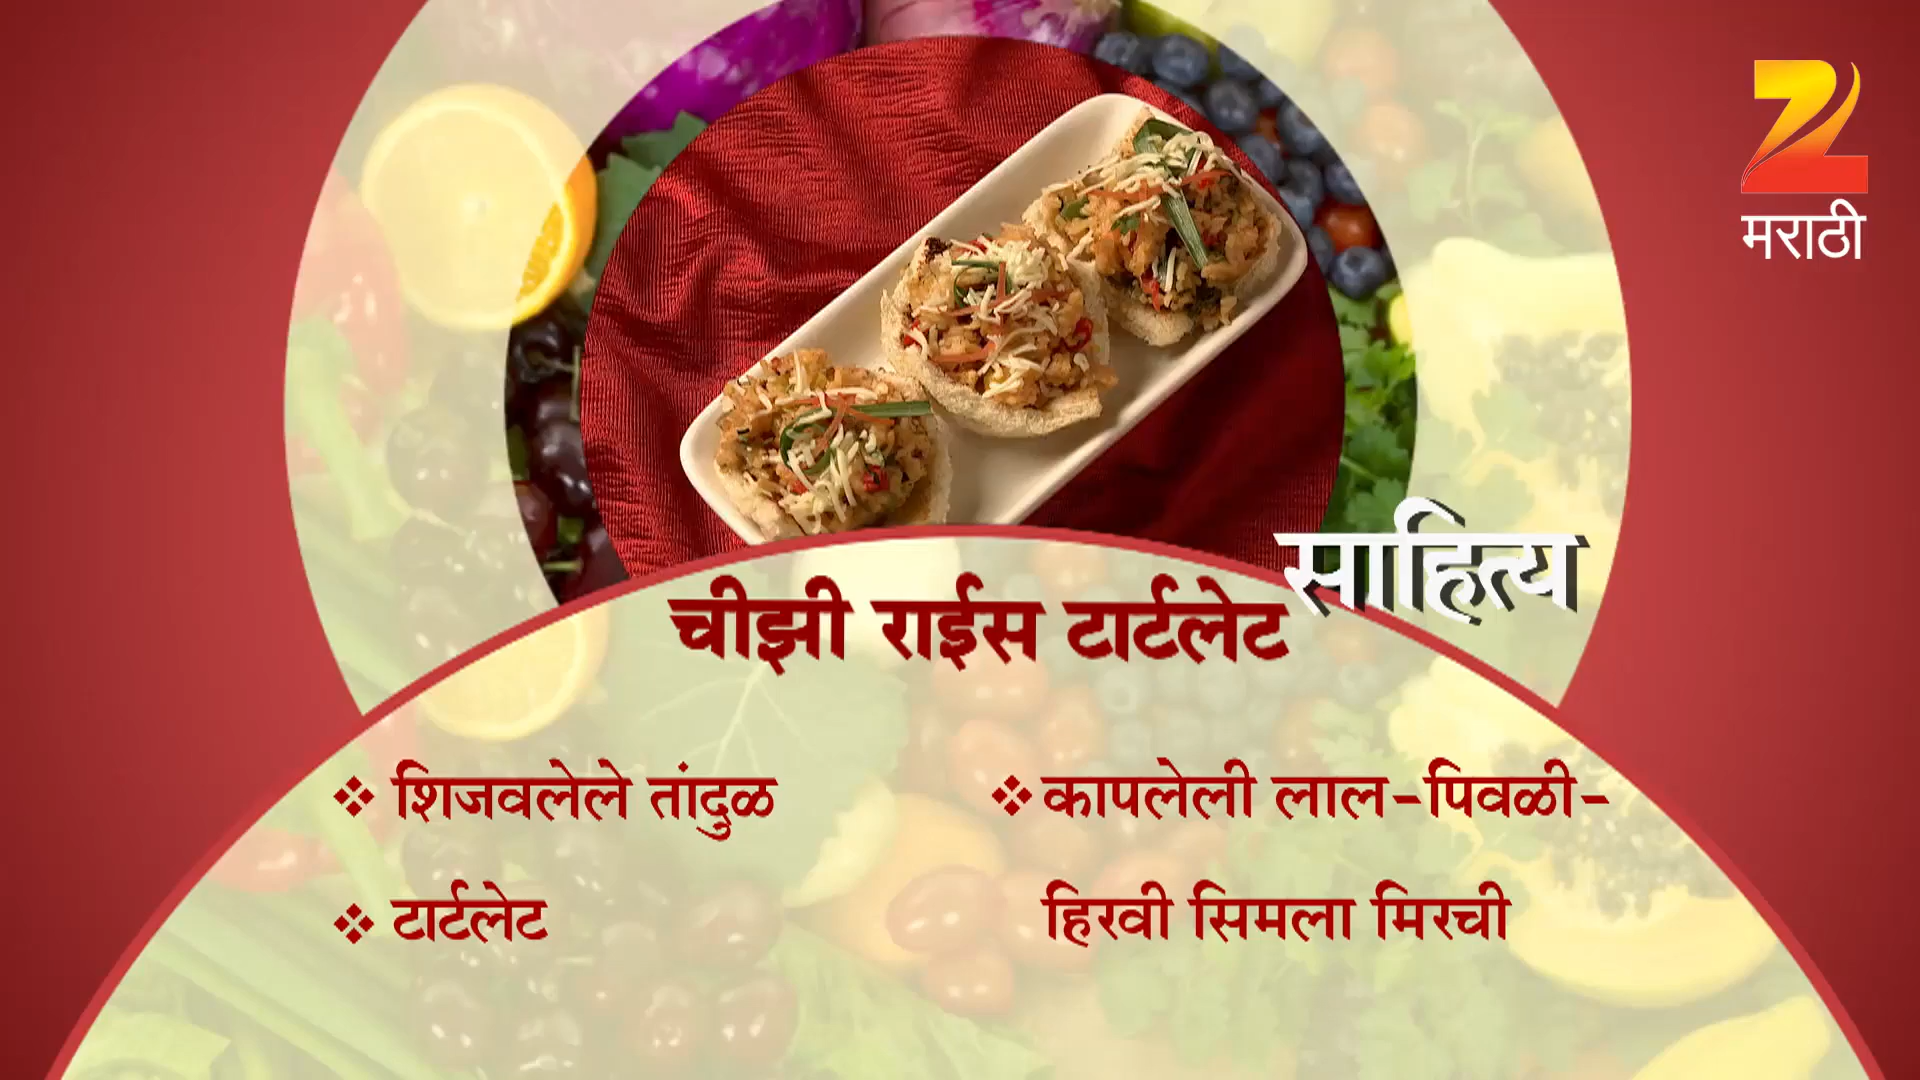 मराठी
साहित्य
चीझी राईस टार्टलेट
❖ शिजवलेले तांदुळ
❖ टार्टलेट
❖ कापलेली लाल-पिवळी-
हिरवी सिमला मिरची